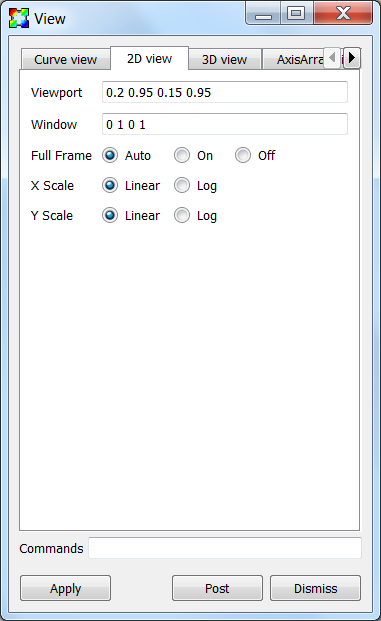 View
Curve view 2D view 3D view AxisArra
Viewport 0.2 0.95 0.15 0.95
Window 0 1 0 1
Full Frame Auto On Off
X Scale Linear Log
Y Scale Linear Log
Commands
Apply Post Dismiss